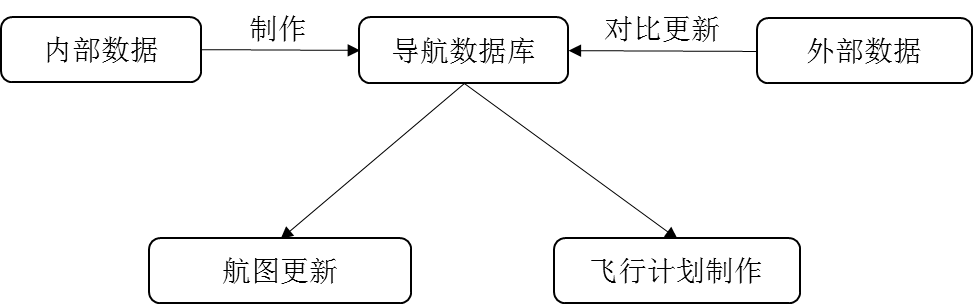 内部数据
制作
导航数据库
对比更新
外部数据
航图更新
飞行计划制作